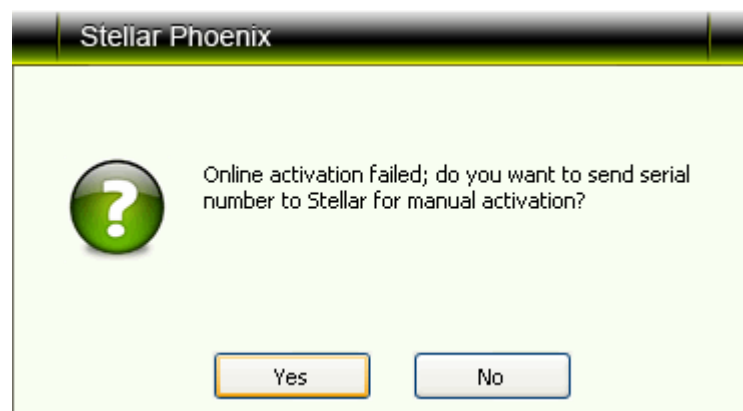 Stellar Phoenix
Online activation failed; do you want to send serial
number to Stellar for manual activation?
Yes
No